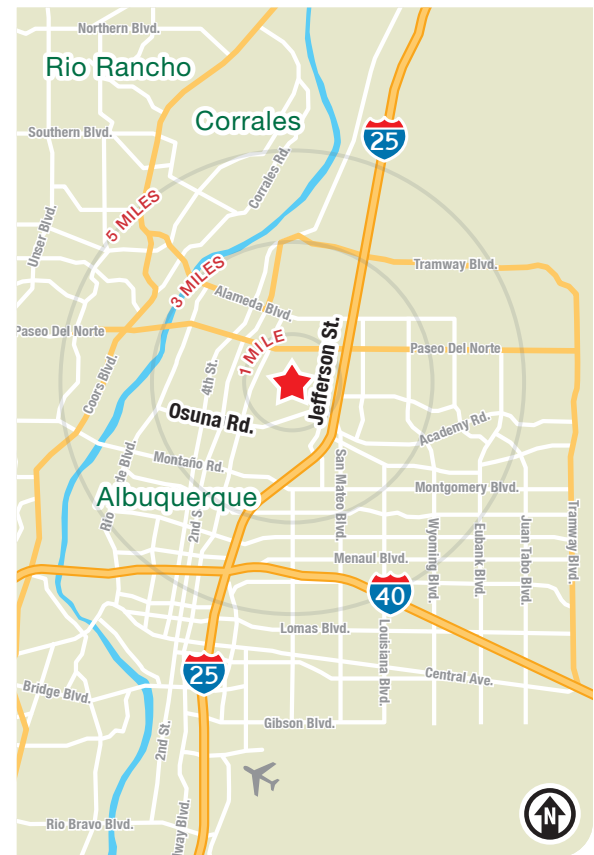 Northern Blvd.
Rio Rancho
Corrales
Southern Blvd.
25
Corrales Rd.
Unser Blvd.
5 MILES
3 MILES
Tramway Blvd.
Alameda Blvd.
Paseo Del Norte
1 MILE
Jefferson St.
Paseo Del Norte
Coors Blvd.
4th St.
Osuna Rd.
Academy Rd.
Montaño Rd.
San Mateo Blvd.
Albuquerque
Montgomery Blvd.
Rio
de Blvd.
2nd S
Wyoming Blvd.
Eubank Blvd.
Juan Tabo Blvd.
Tramway Blvd.
Menaul Blvd.
40
Lomas Blvd.
Louisiana Blvd.
25
Central Ave.
Bridge Blvd.
2nd St.
Gibson Blvd.
Rio Bravo Blvd.
lway Blvd.
N